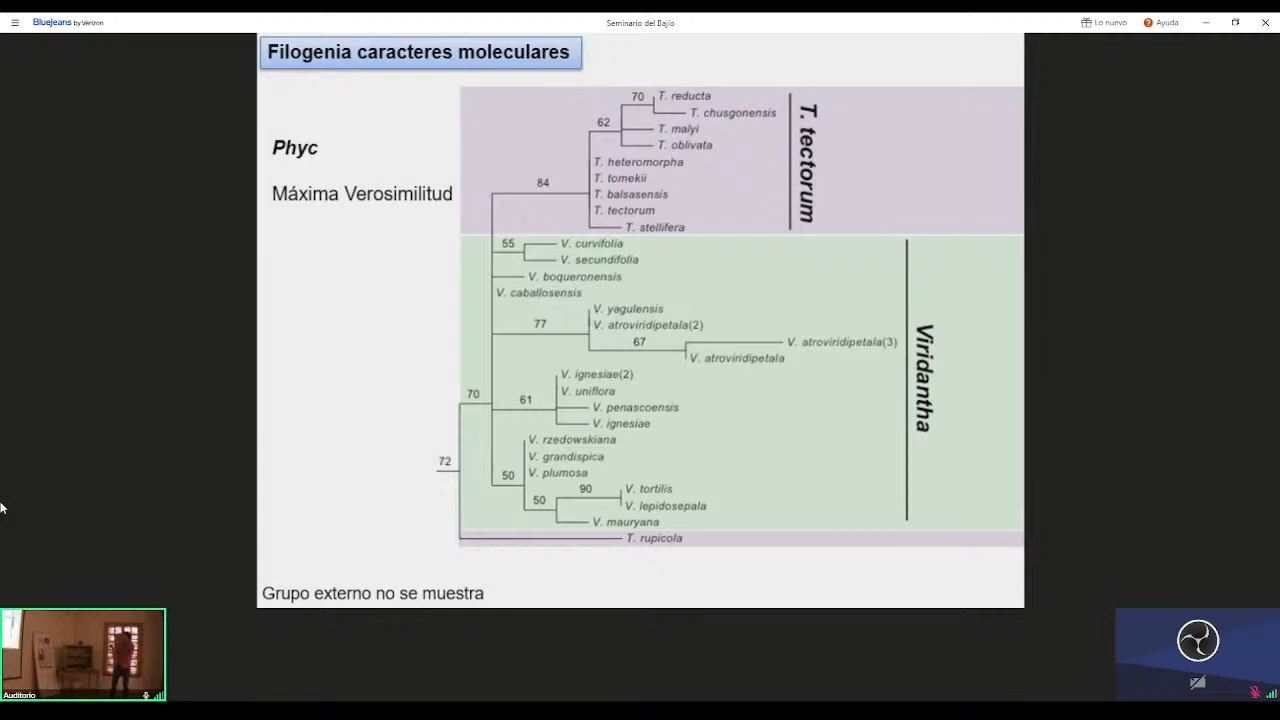 BlueJeans by Verizon
Seminario del Bajío
Lo nuevo
Ayuda
Filogenia caracteres moleculares
Phyc
Máxima Verosimilitud
70
T. reducta
T. chusgonensis
62
T. malyi
T. oblivata
T. heteromorpha
T. tomekii
84
T. balsasensis
T. tectorum
T. stellifera
T. tectorum
55
V. curvifolia
V. secundifolia
V. boqueronensis
V. caballosensis
V. yagulensis
77
V. atroviridipetala(2)
67
V. atroviridipetala(3)
V. atroviridipetala
V. ignesiae(2)
V. uniflora
70
61
V. penascoensis
V. ignesiae
V. rzedowskiana
V. grandispica
72
50
V. plumosa
90
V. tortilis
50
V. lepidosepala
V. mauryana
Viridantha
T. rupicola
Grupo externo no se muestra
Auditorio